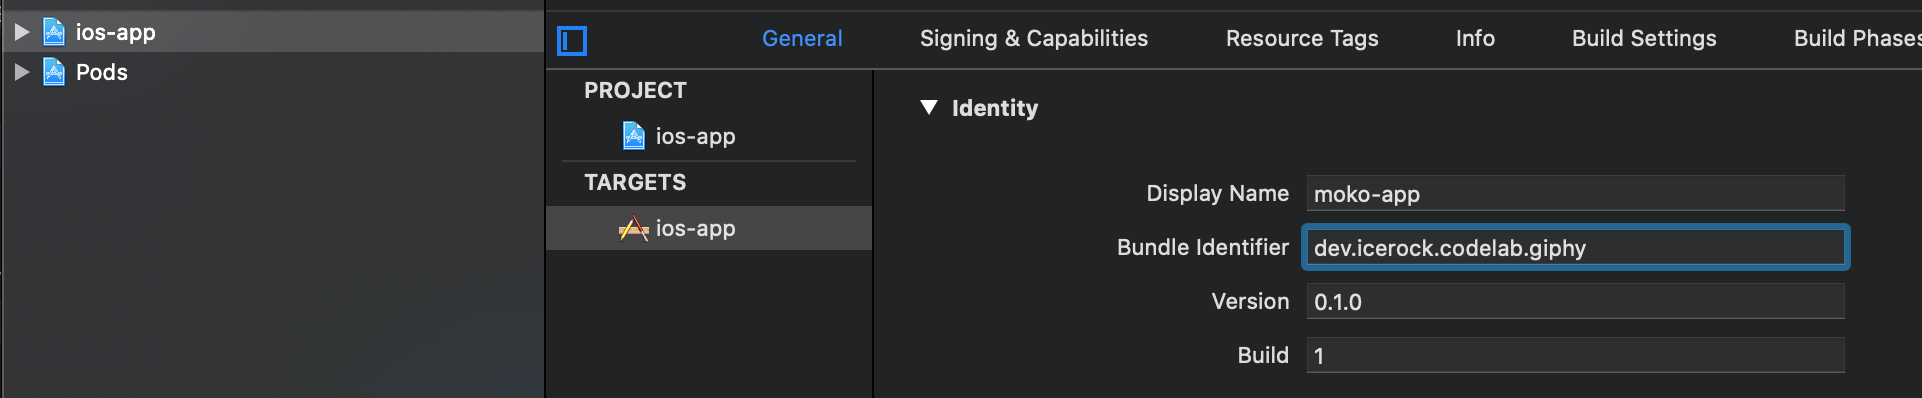 ios-app
Pods
General Signing & Capabilities Resource Tags Info Build Settings Build Phases
PROJECT
ios-app
TARGETS
ios-app
Identity
Display Name moko-app
Bundle Identifier dev.icerock.codelab.giphy
Version 0.1.0
Build 1